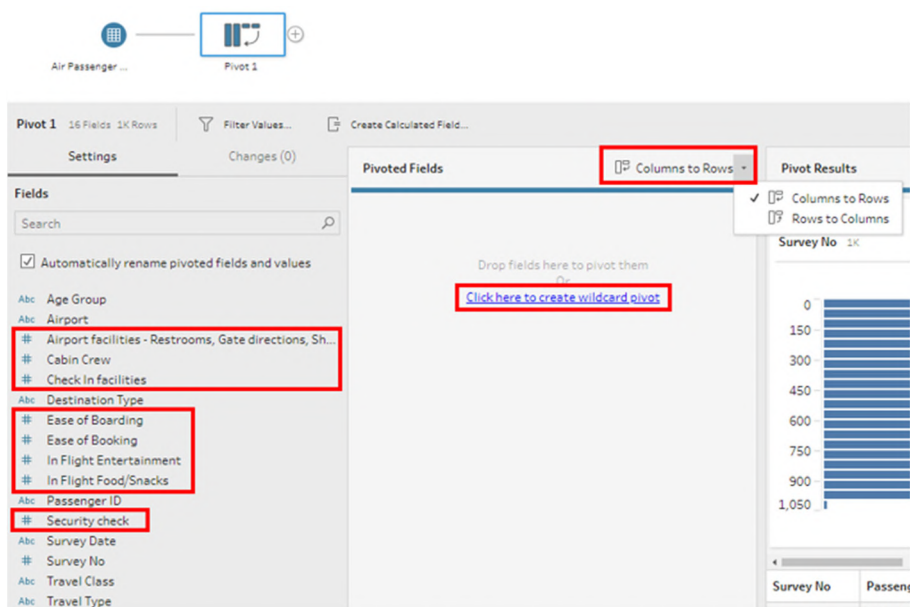 Air Passenger ...
Pivot 1
Pivot 1 16 Fields 1K Rows
Filter Values...
Create Calculated Field...
Settings
Changes (0)
Fields
Search
Automatically rename pivoted fields and values
Abc Age Group
Abc Airport
# Airport facilities - Restrooms, Gate directions, Sh...
# Cabin Crew
# Check In facilities
Abc Destination Type
# Ease of Boarding
# Ease of Booking
# In Flight Entertainment
# In Flight Food/Snacks
Abc Passenger ID
# Security check
Abc Survey Date
# Survey No
Abc Travel Class
Abc Travel Type
Pivoted Fields
Columns to Rows
Drop fields here to pivot them
Or
Click here to create wildcard pivot
Pivot Results
Columns to Rows
Rows to Columns
Survey No 1K
0
150
300
450
600
750
900
1,050
Survey No
Passeng